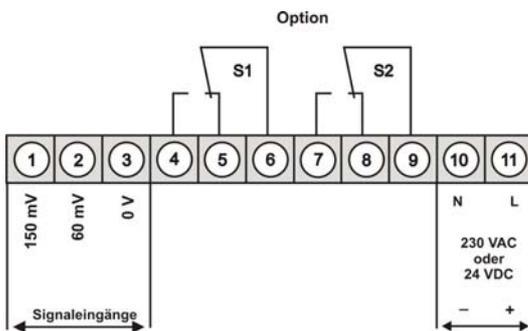 Option
S1 S2
1 2 3 4 5 6 7 8 9 10 11
150 mV
60 mV
0 V
N L
230 VAC
oder
24 VDC
– +
Signaleingänge